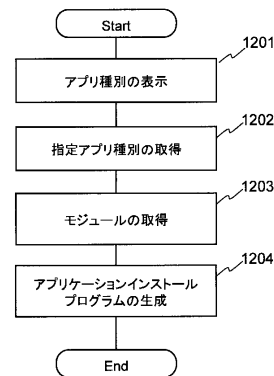 Start
1201
アプリ種別の表示
1202
指定アプリ種別の取得
1203
モジュールの取得
1204
アプリケーションインストール
プログラムの生成
End